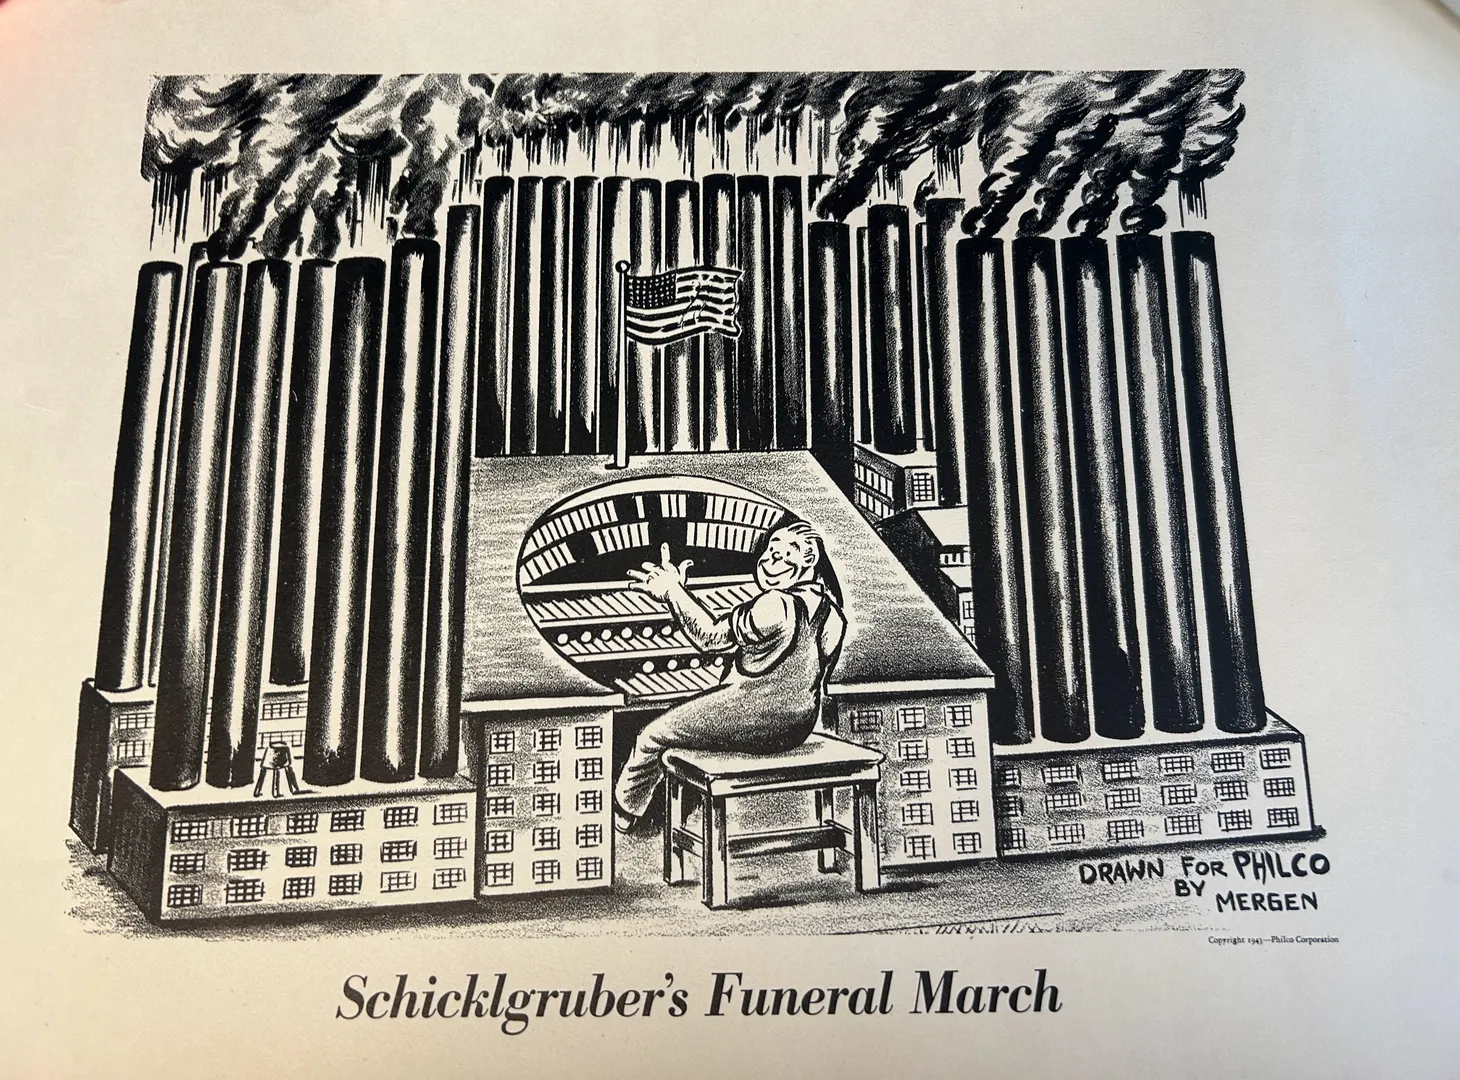 DRAWN FOR PHILCO
BY
MERGEN
Copyright 1943—Philco Corporation
Schicklgruber's Funeral March